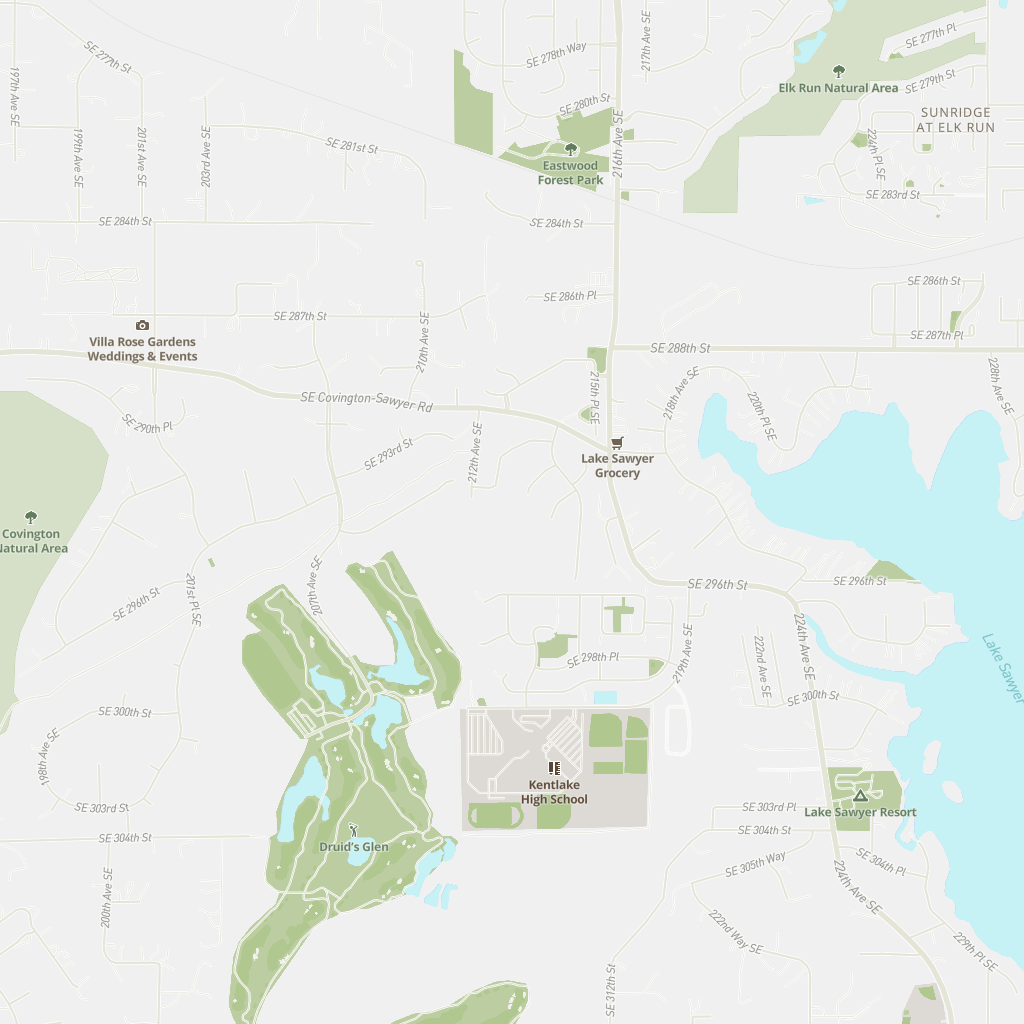 SE 277th St
SE 278th Way
216th Ave SE
217th Ave SE
SE 277th Pl
SE 279th St
Elk Run Natural Area
SUNRIDGE
AT ELK RUN
197th Ave SE
199th Ave SE
201st Ave SE
203rd Ave SE
SE 281st St
SE 280th St
Eastwood
Forest Park
216th Ave SE
224th Pl SE
SE 283rd St
SE 284th St
SE 284th St
SE 286th Pl
SE 286th St
SE 287th St
SE 287th Pl
Villa Rose Gardens
Weddings & Events
210th Ave SE
SE 288th St
228th Ave SE
SE Covington-Sawyer Rd
215th Pl SE
218th Ave SE
220th Pl SE
SE 290th Pl
SE 293rd St
212th Ave SE
Lake Sawyer
Grocery
Covington
Natural Area
SE 296th St
201st Pl SE
207th Ave SE
SE 296th St
SE 296th St
224th Ave SE
SE 298th Pl
219th Ave SE
222nd Ave SE
SE 300th St
Lake Sawyer
SE 300th St
198th Ave SE
Kentlake
High School
SE 303rd St
SE 303rd Pl
Lake Sawyer Resort
SE 304th St
SE 304th St
Druid's Glen
SE 305th Way
SE 304th Pl
200th Ave SE
224th Ave SE
222nd Way SE
229th Pl SE
SE 312th St